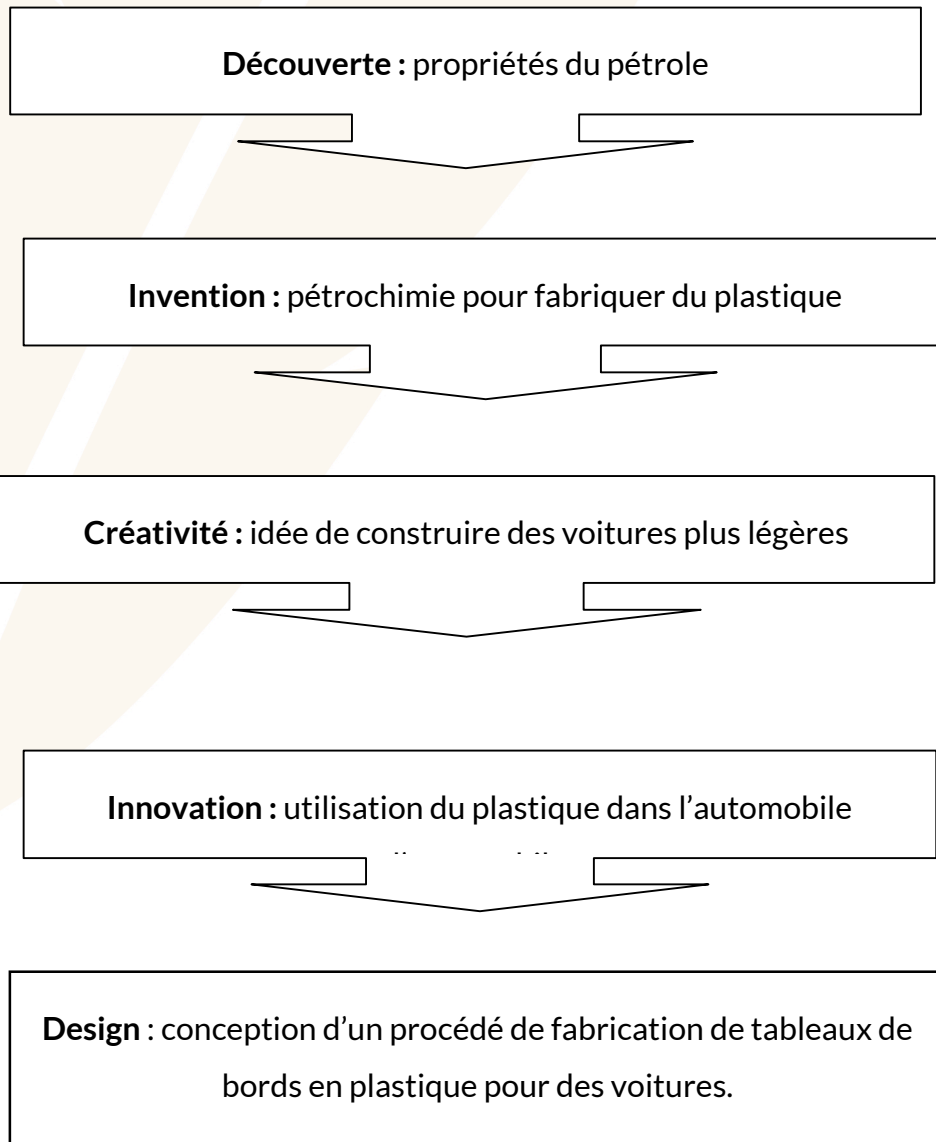 Découverte : propriétés du pétrole
Invention : pétrochimie pour fabriquer du plastique
Créativité : idée de construire des voitures plus légères
Innovation : utilisation du plastique dans l’automobile
Design : conception d’un procédé de fabrication de tableaux de
bords en plastique pour des voitures.